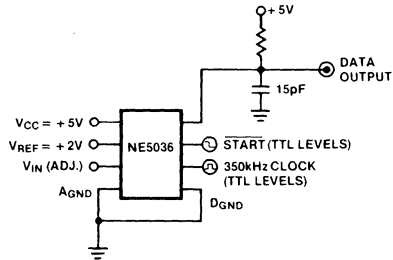 +5V
DATA
OUTPUT
15pF
VCC = +5V
VREF = +2V
VIN (ADJ.)
AGND
NE5036
START (TTL LEVELS)
350kHz CLOCK
(TTL LEVELS)
DGND